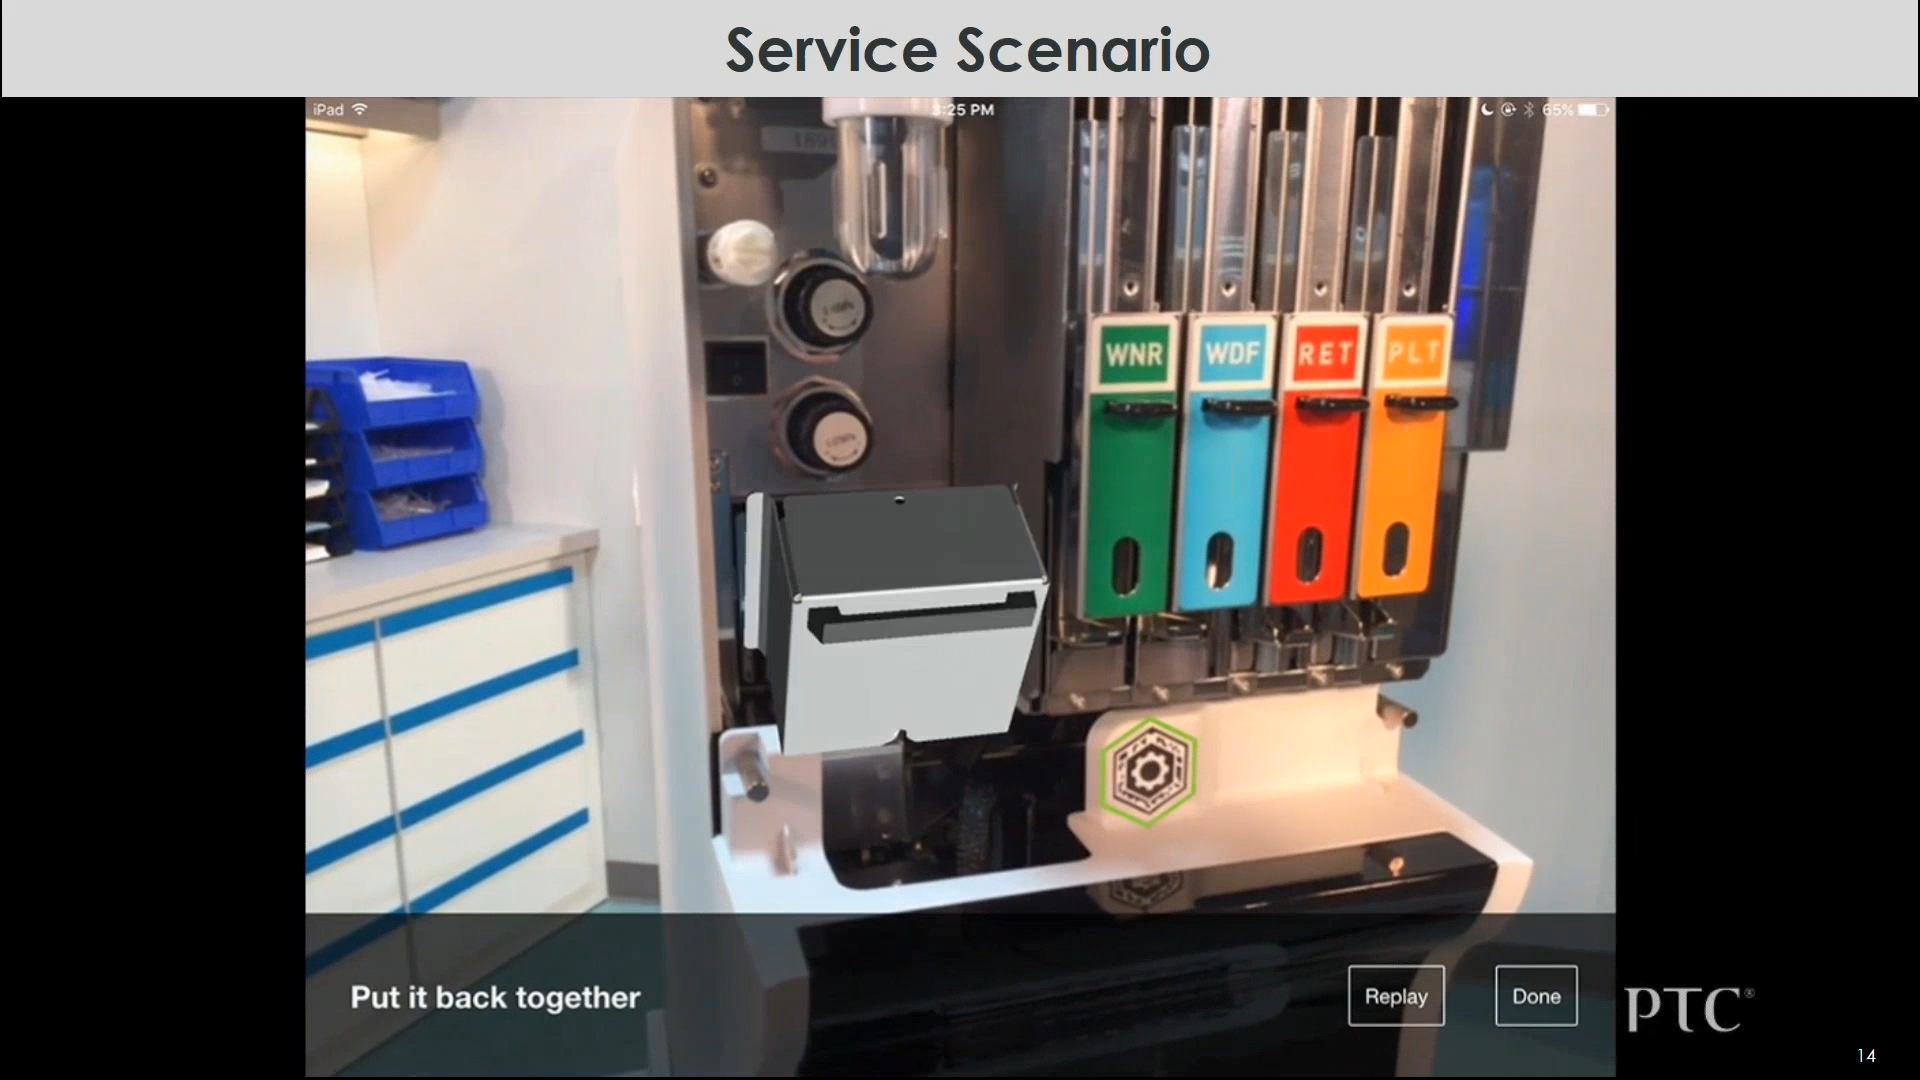 Service Scenario
iPad
:25 PM
65%
WNR
WDF
RET
PLT
Put it back together
Replay
Done
PTC®
14